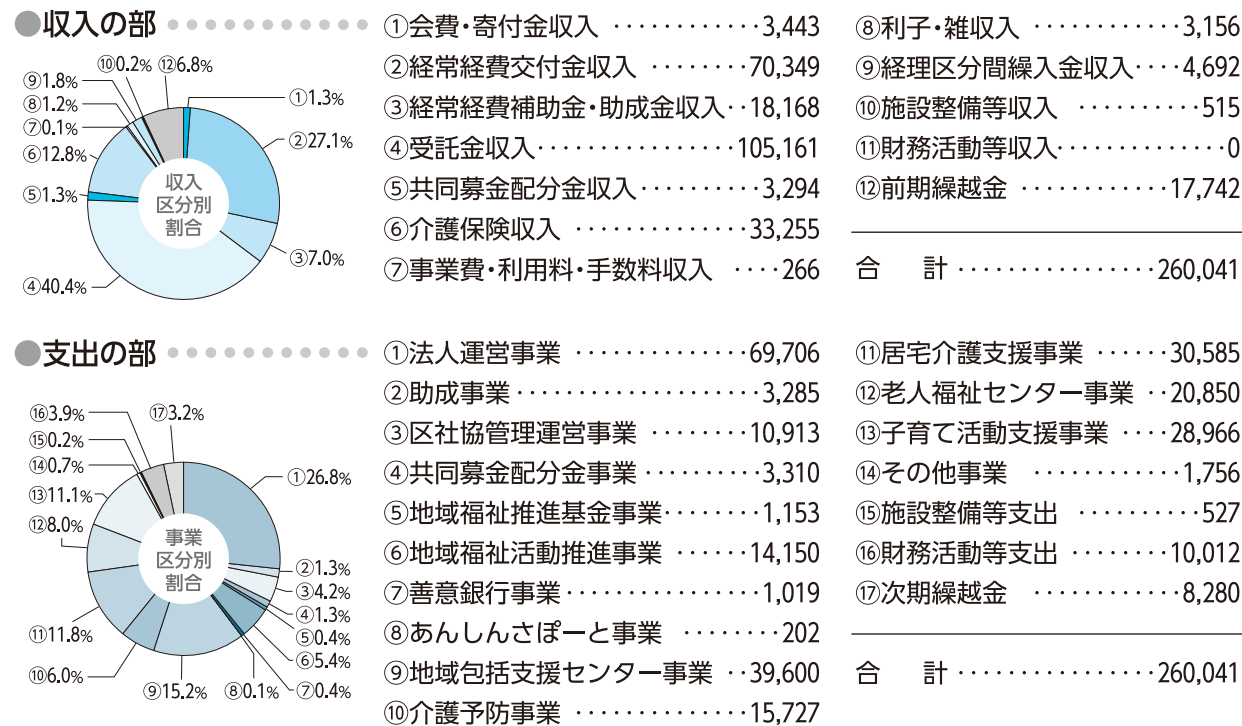 ●収入の部
①会費・寄付金収入 ・・・・・・・・・・・・・・3,443
②経常経費交付金収入 ・・・・・・・・70,349
③経常経費補助金・助成金収入・・18,168
④受託金収入・・・・・・・・・・・・・・・・105,161
⑤共同募金配分金収入 ・・・・・・・・・・3,294
⑥介護保険収入 ・・・・・・・・・・・・・・33,255
⑦事業費・利用料・手数料収入 ・・・・266
⑧利子・雑収入 ・・・・・・・・・・・・・3,156
⑨経理区分間繰入金収入・・・・4,692
⑩施設整備等収入 ・・・・・・・・・・・515
⑪財務活動等収入・・・・・・・・・・・・・0
⑫前期繰越金 ・・・・・・・・・・・・・17,742
合 計・・・・・・・・・・・・・・・・260,041
①1.3%
②27.1%
③7.0%
④40.4%
⑤1.3%
⑥12.8%
⑦0.1%
⑧1.2%
⑨1.8%
⑩0.2%
⑫6.8%
収入
区分別
割合
●支出の部
①法人運営事業 ・・・・・・・・・・・・・・69,706
②助成事業・・・・・・・・・・・・・・・・・・・・3,285
③区社協管理運営事業 ・・・・・・・・10,913
④共同募金配分金事業・・・・・・・・・・3,310
⑤地域福祉推進基金事業・・・・・・・・1,153
⑥地域福祉活動推進事業 ・・・・・・14,150
⑦善意銀行事業・・・・・・・・・・・・・・・・1,019
⑧あんしんさぽーと事業 ・・・・・・・・202
⑨地域包括支援センター事業 ・・39,600
⑩介護予防事業 ・・・・・・・・・・・・・・15,727
⑪居宅介護支援事業 ・・・・・・30,585
⑫老人福祉センター事業 ・・20,850
⑬子育て活動支援事業 ・・・・28,966
⑭その他事業 ・・・・・・・・・・・・1,756
⑮施設整備等支出 ・・・・・・・・・・527
⑯財務活動等支出 ・・・・・・・・10,012
⑰次期繰越金 ・・・・・・・・・・・・・・8,280
合 計・・・・・・・・・・・・・・・・260,041
①26.8%
②1.3%
③4.2%
④1.3%
⑤0.4%
⑥5.4%
⑦0.4%
⑧0.1%
⑨15.2%
⑩6.0%
⑪11.8%
⑫8.0%
⑬11.1%
⑭0.7%
⑮0.2%
⑯3.9%
⑰3.2%
事業
区分別
割合